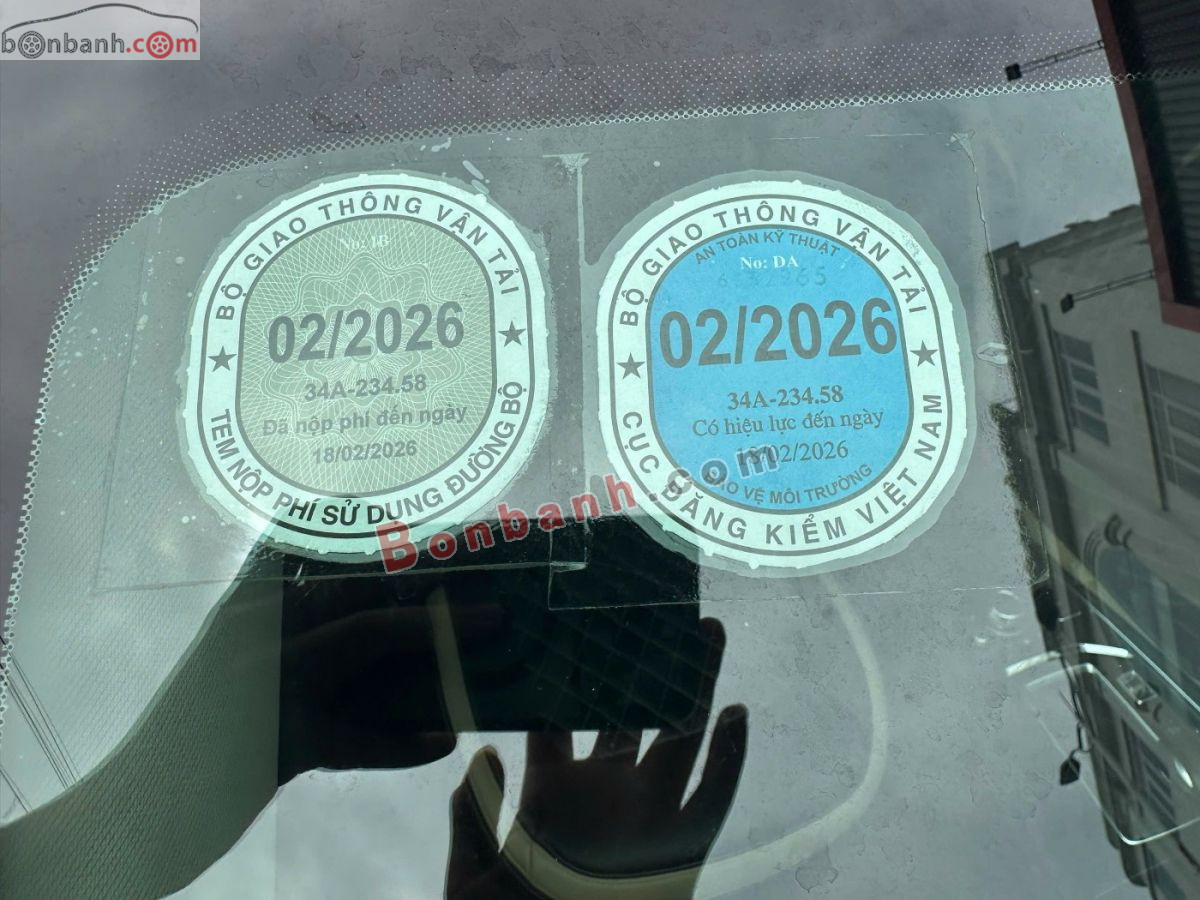 bonbanh.com
BỘ GIAO THÔNG VẬN TẢI
No: IB
02/2026
34A-234.58
Đã nộp phí đến ngày
18/02/2026
TEM NỘP PHÍ SỬ DỤNG ĐƯỜNG BỘ
BỘ GIAO THÔNG VẬN TẢI
AN TOÀN KỸ THUẬT
No: DA
02/2026
34A-234.58
Có hiệu lực đến ngày
18/02/2026
BẢO VỆ MÔI TRƯỜNG
CỤC ĐĂNG KIỂM VIỆT NAM
Bonbanh.com